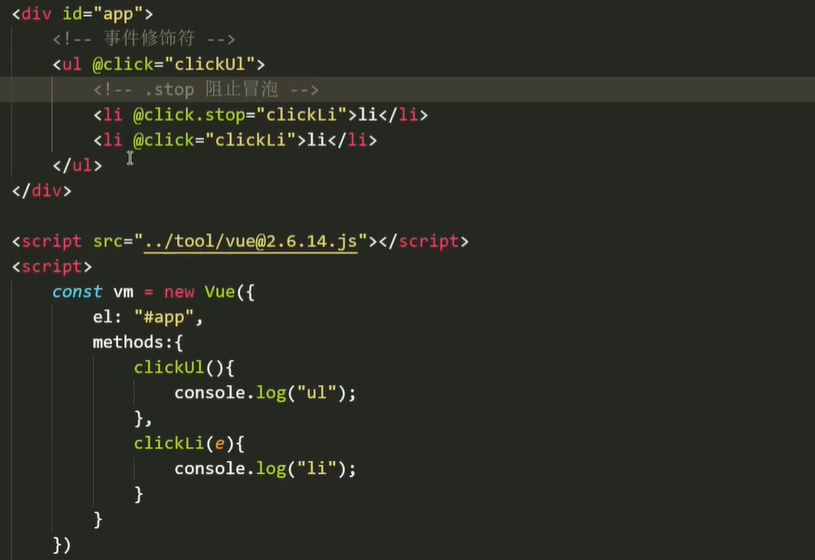 <div id="app">
    <!-- 事件修饰符 -->
    <ul @click="clickUl">
        <!-- .stop 阻止冒泡 -->
        <li @click.stop="clickLi">li</li>
        <li @click="clickLi">li</li>
    </ul>
</div>

<script src="../tool/vue@2.6.14.js"></script>
<script>
    const vm = new Vue({
        el: "#app",
        methods:{
            clickUl(){
                console.log("ul");
            },
            clickLi(e){
                console.log("li");
            }
        }
    })